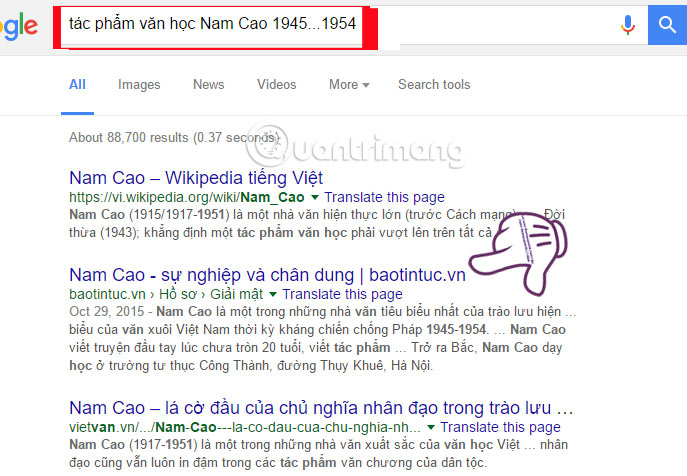 ogle
tác phẩm văn học Nam Cao 1945...1954
All Images News Videos More Search tools
About 88,700 results (0.37 seconds)
uantrimang
Nam Cao – Wikipedia tiếng Việt
https://vi.wikipedia.org/wiki/Nam_Cao Translate this page
Nam Cao (1915/1917-1951) là một nhà văn hiện thực lớn (trước Cách mạng) Đời
thừa (1943); khẳng định một tác phẩm văn học phải vượt lên trên tất cả
Nam Cao - sự nghiệp và chân dung | baotintuc.vn
baotintuc.vn › Hồ sơ › Giải mật Translate this page
Oct 29, 2015 - Nam Cao là một trong những nhà văn tiêu biểu nhất của trào lưu hiện ...
biểu của văn xuôi Việt Nam thời kỳ kháng chiến chống Pháp 1945-1954. ... Nam Cao
viết truyện đầu tay lúc chưa tròn 20 tuổi, viết tác phẩm ... Trở ra Bắc, Nam Cao dạy
học ở trường tư thục Công Thành, đường Thụy Khuê, Hà Nội.
Nam Cao – lá cờ đầu của chủ nghĩa nhân đạo trong trào lưu ...
vietvan.vn/.../Nam-Cao---la-co-dau-cua-chu-nghia-nh... Translate this page
Nam Cao (1917-1951) là một trong những nhà văn xuất sắc của văn học Việt ... nhân
đạo cũng vẫn luôn in đậm trong các tác phẩm văn chương của dân tộc.